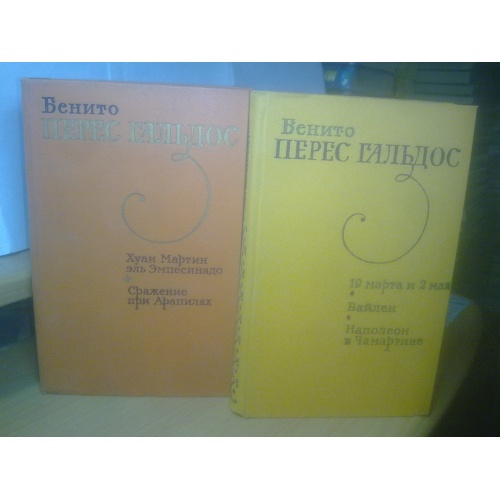 Бенито
ПЕРЕС ГАЛЬДОС
Хуан Мартин
эль Эмпесинадо
Сражение
при Арапилах
Бенито
ПЕРЕС ГАЛЬДОС
19 марта и 2 мая
Байлен
Наполеон
в Чамартине